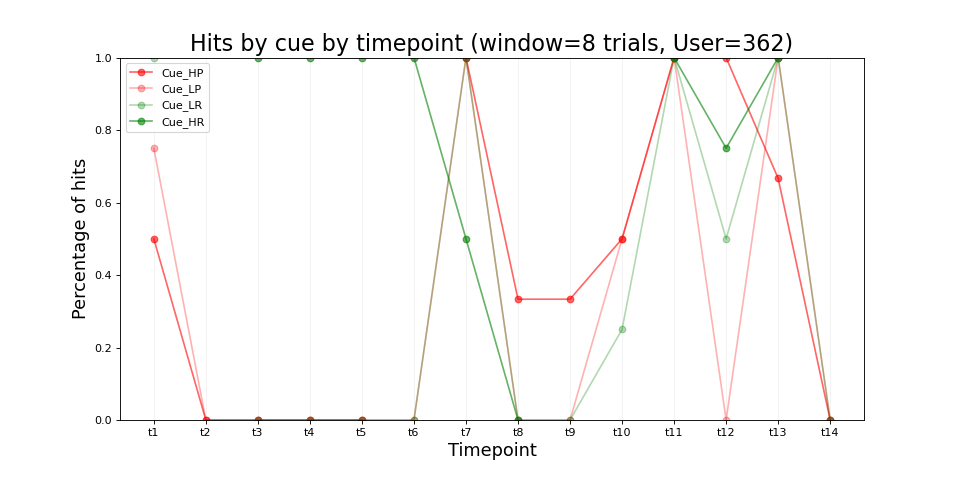 Hits by cue by timepoint (window=8 trials, User=362)
Cue_HP
Cue_LP
Cue_LR
Cue_HR
Percentage of hits
1.0
0.8
0.6
0.4
0.2
0.0
t1 t2 t3 t4 t5 t6 t7 t8 t9 t10 t11 t12 t13 t14
Timepoint